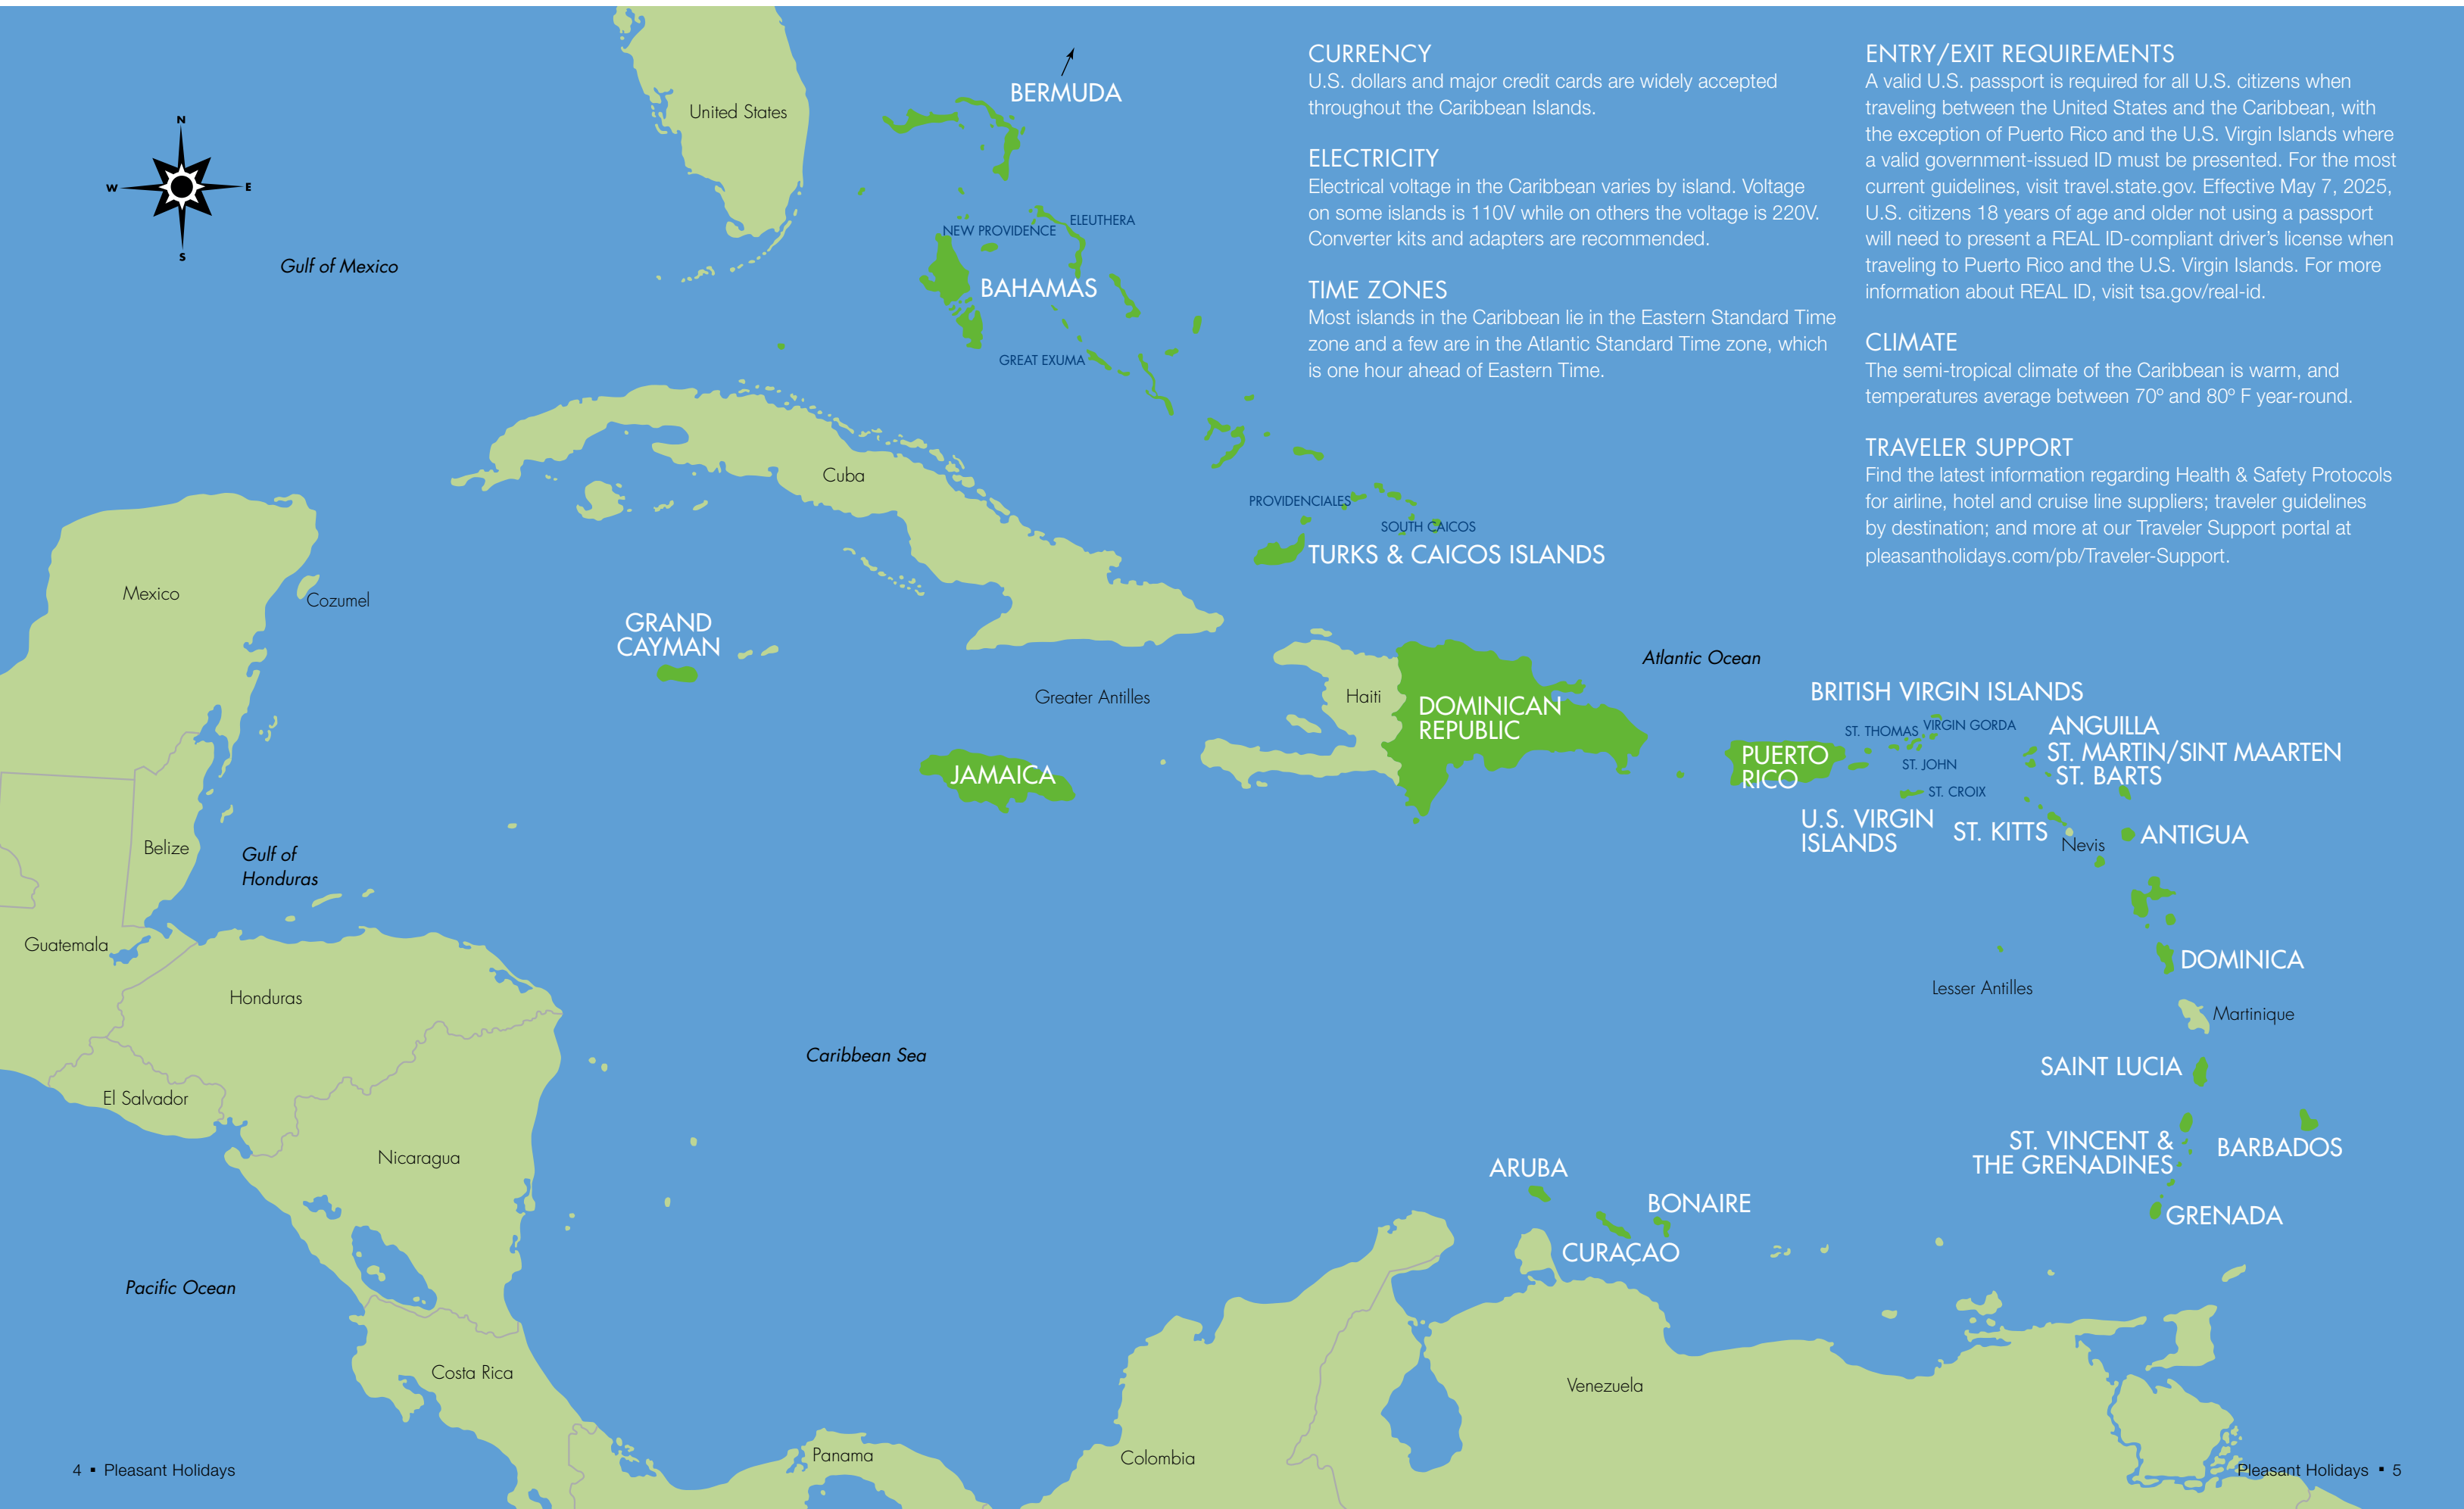 CURRENCY
U.S. dollars and major credit cards are widely accepted
throughout the Caribbean Islands.
ELECTRICITY
Electrical voltage in the Caribbean varies by island. Voltage
on some islands is 110V while on others the voltage is 220V.
Converter kits and adapters are recommended.
TIME ZONES
Most islands in the Caribbean lie in the Eastern Standard Time
zone and a few are in the Atlantic Standard Time zone, which
is one hour ahead of Eastern Time.
ENTRY/EXIT REQUIREMENTS
A valid U.S. passport is required for all U.S. citizens when
traveling between the United States and the Caribbean, with
the exception of Puerto Rico and the U.S. Virgin Islands where
a valid government-issued ID must be presented. For the most
current guidelines, visit travel.state.gov. Effective May 7, 2025,
U.S. citizens 18 years of age and older not using a passport
will need to present a REAL ID-compliant driver's license when
traveling to Puerto Rico and the U.S. Virgin Islands. For more
information about REAL ID, visit tsa.gov/real-id.
CLIMATE
The semi-tropical climate of the Caribbean is warm, and
temperatures average between 70º and 80º F year-round.
TRAVELER SUPPORT
Find the latest information regarding Health & Safety Protocols
for airline, hotel and cruise line suppliers; traveler guidelines
by destination; and more at our Traveler Support portal at
pleasantholidays.com/pb/Traveler-Support.
N
W
E
S
United States
BERMUDA
Gulf of Mexico
NEW PROVIDENCE
ELEUTHERA
BAHAMAS
GREAT EXUMA
Cuba
PROVIDENCIALES
SOUTH CAICOS
TURKS & CAICOS ISLANDS
Mexico
Cozumel
GRAND
CAYMAN
Greater Antilles
JAMAICA
Haiti
DOMINICAN
REPUBLIC
Atlantic Ocean
PUERTO
RICO
BRITISH VIRGIN ISLANDS
ST. THOMAS
VIRGIN GORDA
ST. JOHN
ST. CROIX
U.S. VIRGIN
ISLANDS
ANGUILLA
ST. MARTIN/SINT MAARTEN
ST. BARTS
ST. KITTS
Nevis
ANTIGUA
Belize
Gulf of
Honduras
Guatemala
Honduras
DOMINICA
Lesser Antilles
Martinique
Caribbean Sea
SAINT LUCIA
El Salvador
Nicaragua
ST. VINCENT &
THE GRENADINES
BARBADOS
ARUBA
BONAIRE
CURAÇAO
GRENADA
Pacific Ocean
Costa Rica
Venezuela
Panama
Colombia
4 ▪ Pleasant Holidays
Pleasant Holidays ▪ 5